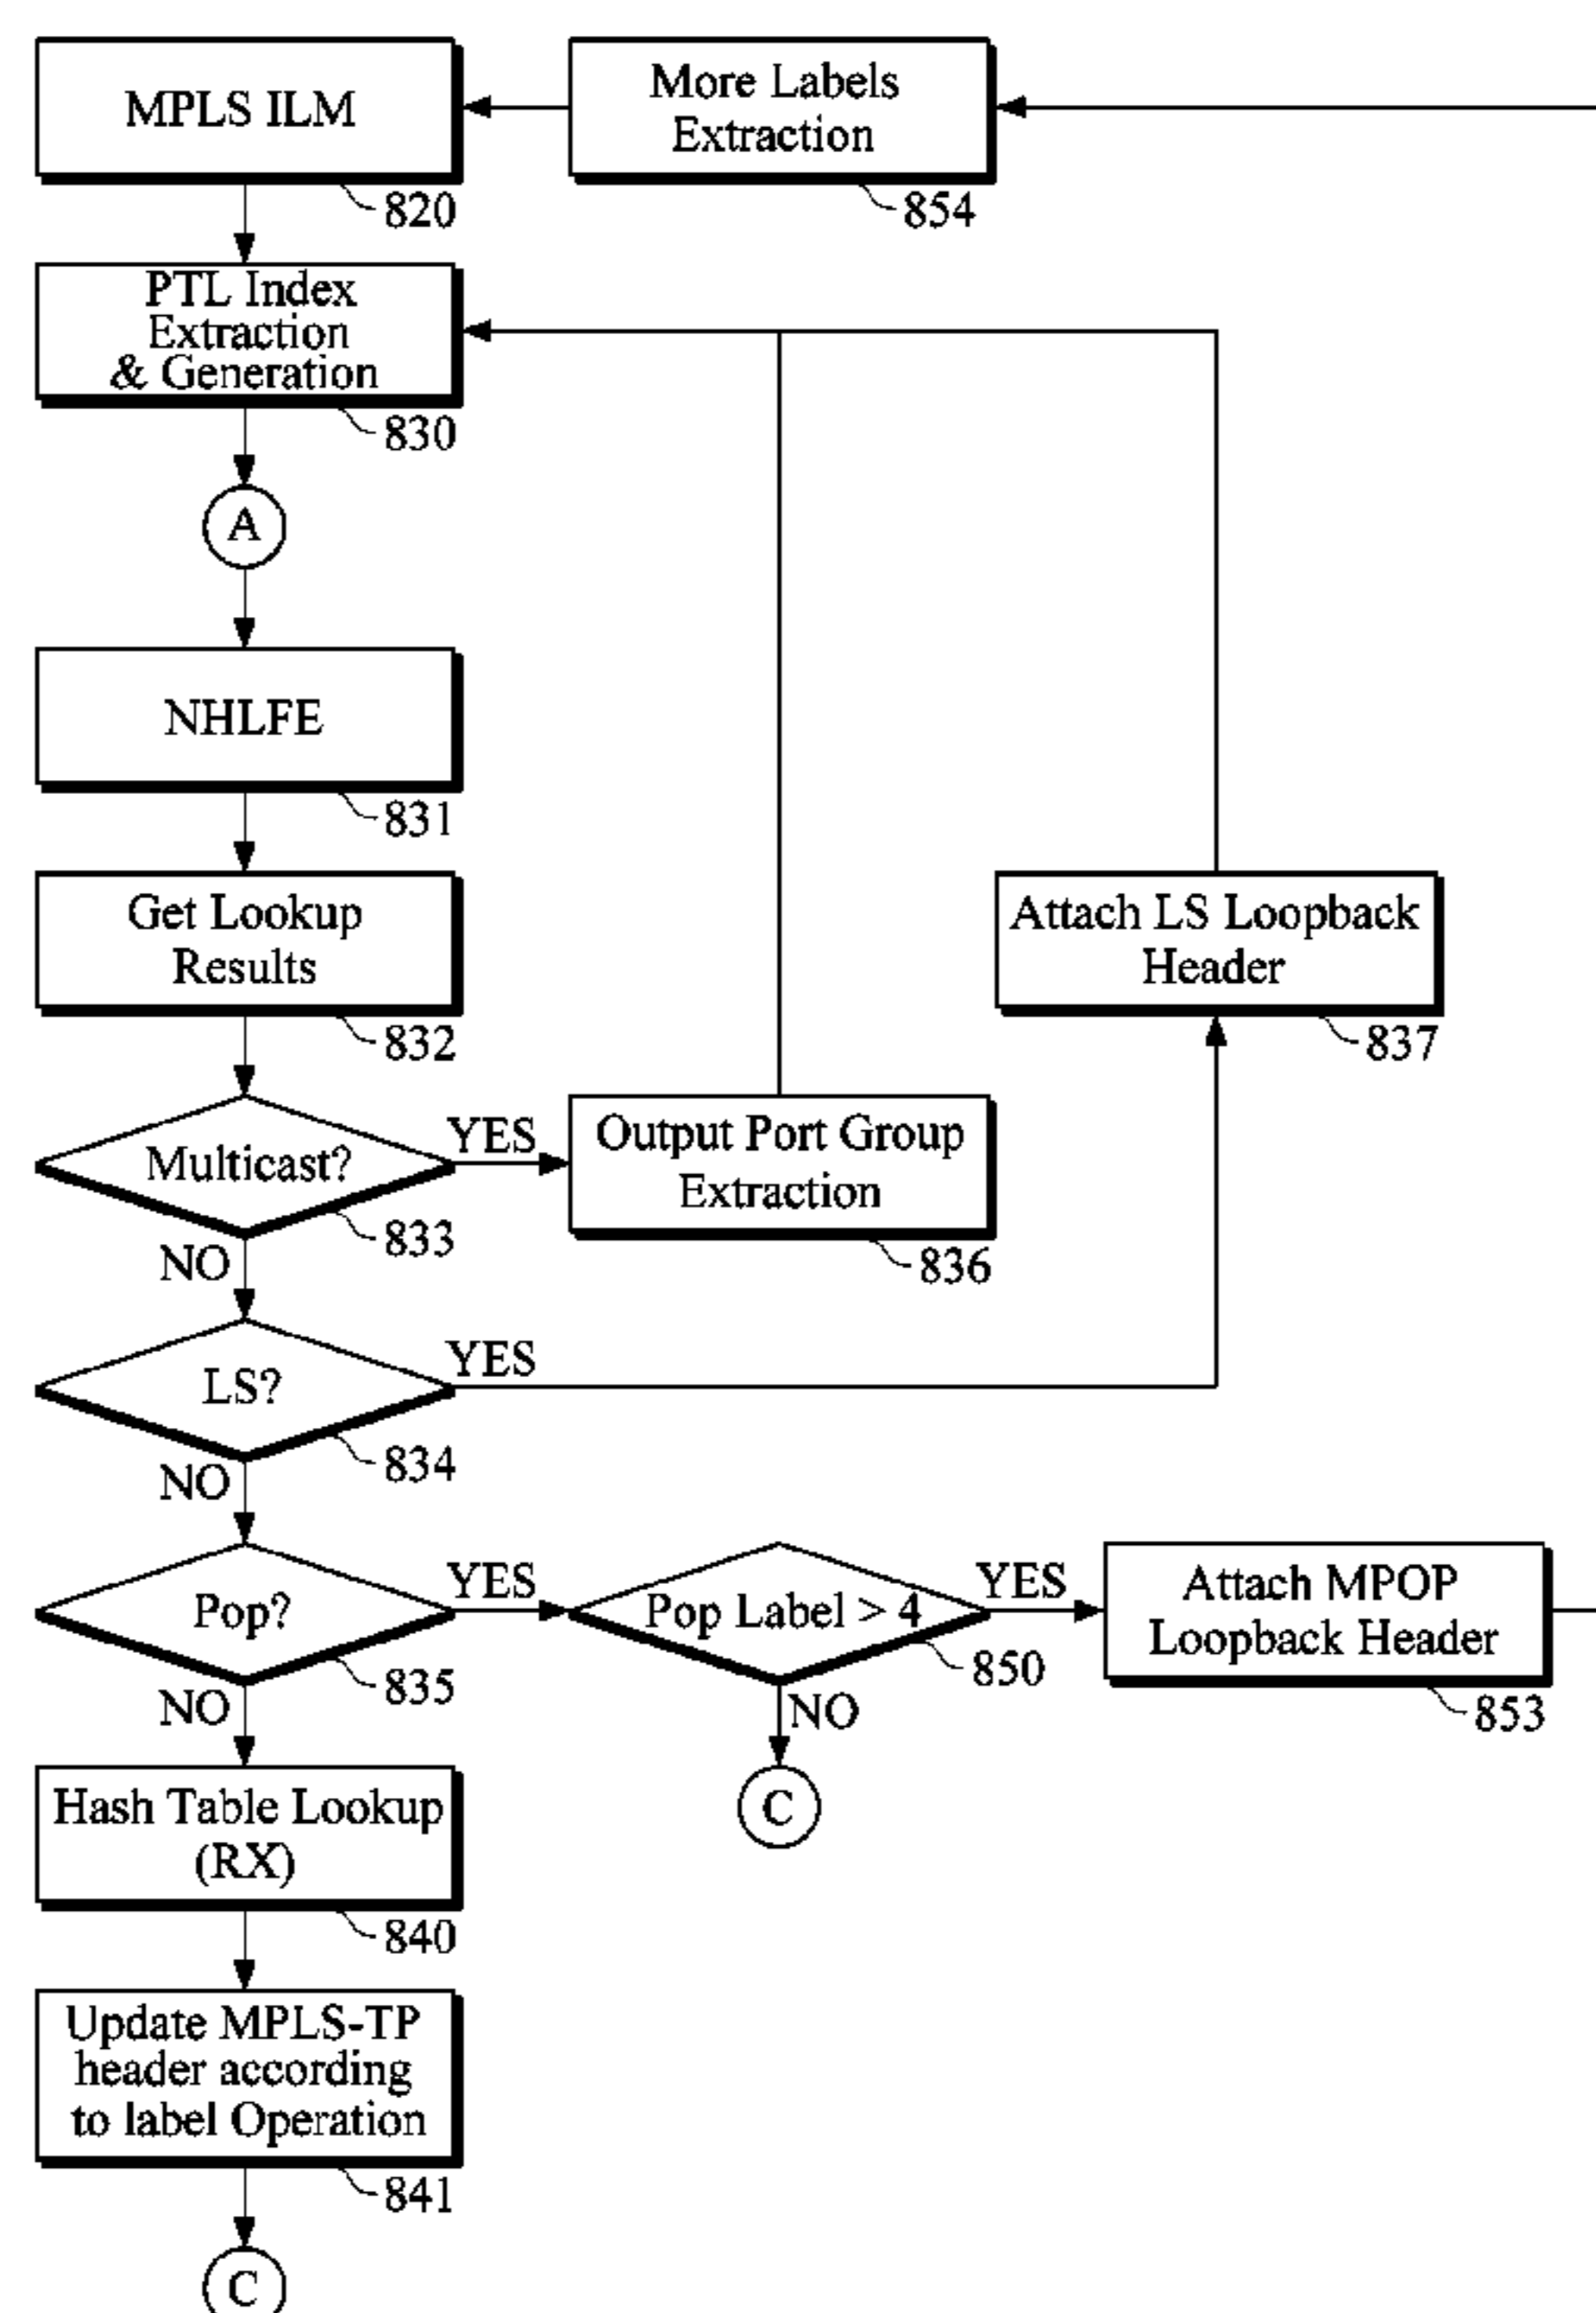 MPLS ILM
820
More Labels
Extraction
854
PTL Index
Extraction
& Generation
830
A
NHLFE
831
Get Lookup
Results
832
Attach LS Loopback
Header
837
Multicast?
833
YES
NO
Output Port Group
Extraction
836
LS?
834
YES
NO
Pop?
835
YES
NO
Pop Label > 4
850
YES
NO
C
Attach MPOP
Loopback Header
853
Hash Table Lookup
(RX)
840
Update MPLS-TP
header according
to label Operation
841
C